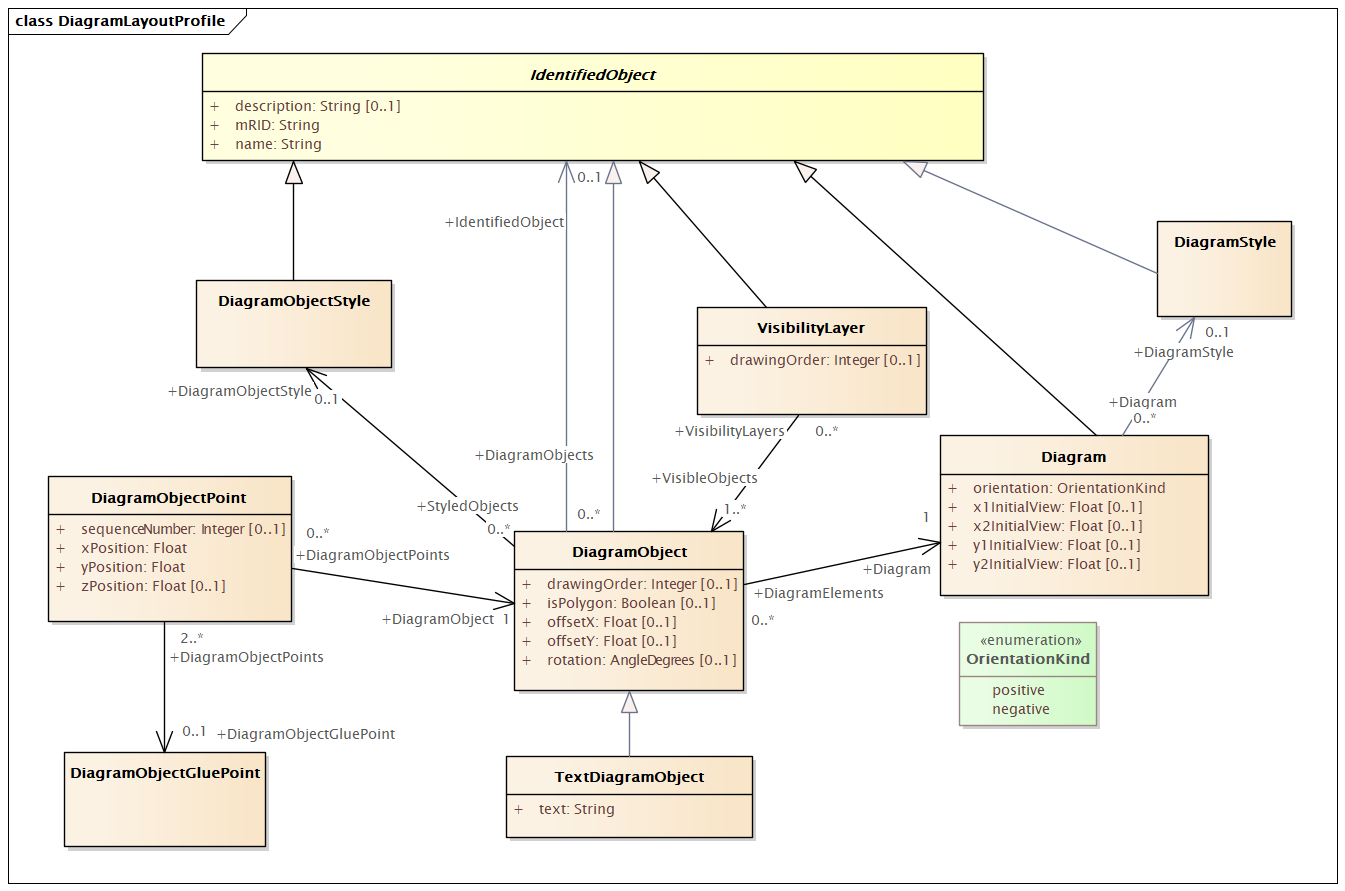 class DiagramLayoutProfile
IdentifiedObject
+ description: String [0..1]
+ mRID: String
+ name: String
0..1
+IdentifiedObject
DiagramStyle
DiagramObjectStyle
VisibilityLayer
+ drawingOrder: Integer [0..1]
0..1
+DiagramStyle
+DiagramObjectStyle
0..1
+Diagram
0..*
+VisibilityLayers
0..*
+DiagramObjects
+VisibleObjects
1..*
+StyledObjects
0..*
0..*
Diagram
+ orientation: OrientationKind
+ x1InitialView: Float [0..1]
+ x2InitialView: Float [0..1]
+ y1InitialView: Float [0..1]
+ y2InitialView: Float [0..1]
DiagramObjectPoint
+ sequenceNumber: Integer [0..1]
+ xPosition: Float
+ yPosition: Float
+ zPosition: Float [0..1]
0..*
+DiagramObjectPoints
+DiagramObject 1
DiagramObject
+ drawingOrder: Integer [0..1]
+ isPolygon: Boolean [0..1]
+ offsetX: Float [0..1]
+ offsetY: Float [0..1]
+ rotation: AngleDegrees [0..1]
1
+Diagram
+DiagramElements
0..*
2..*
+DiagramObjectPoints
0..1 +DiagramObjectGluePoint
DiagramObjectGluePoint
«enumeration»
OrientationKind
positive
negative
TextDiagramObject
+ text: String